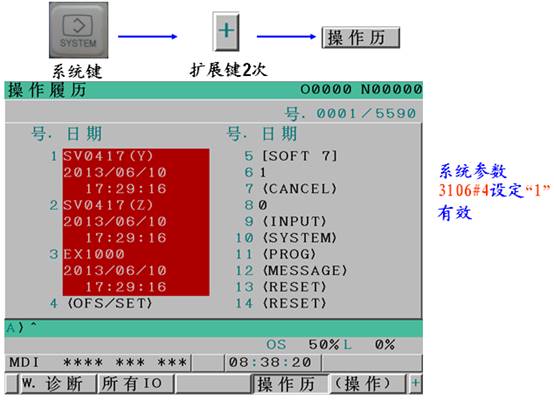 SYSTEM
+
操作历
系统键
扩展键2次
操作履历 O0000 N00000
号. 0001/5590
号. 日期 号. 日期
1 SV0417(Y) 5 [SOFT 7]
2013/06/10 6 1
17:29:16 7 ⟨CANCEL⟩
2 SV0417(Z) 8 0
2013/06/10 9 ⟨INPUT⟩
17:29:16 10 ⟨SYSTEM⟩
3 EX1000 11 ⟨PROG⟩
2013/06/10 12 ⟨MESSAGE⟩
17:29:16 13 ⟨RESET⟩
4 ⟨OFS/SET⟩ 14 ⟨RESET⟩
系统参数
3106#4设定“1”
有效
A)^
OS 50% L 0%
MDI **** *** *** 08:38:20
W.诊断 所有IO 操作历 (操作) +